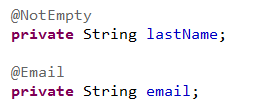 @NotEmpty
private String lastName;
@Email
private String email;